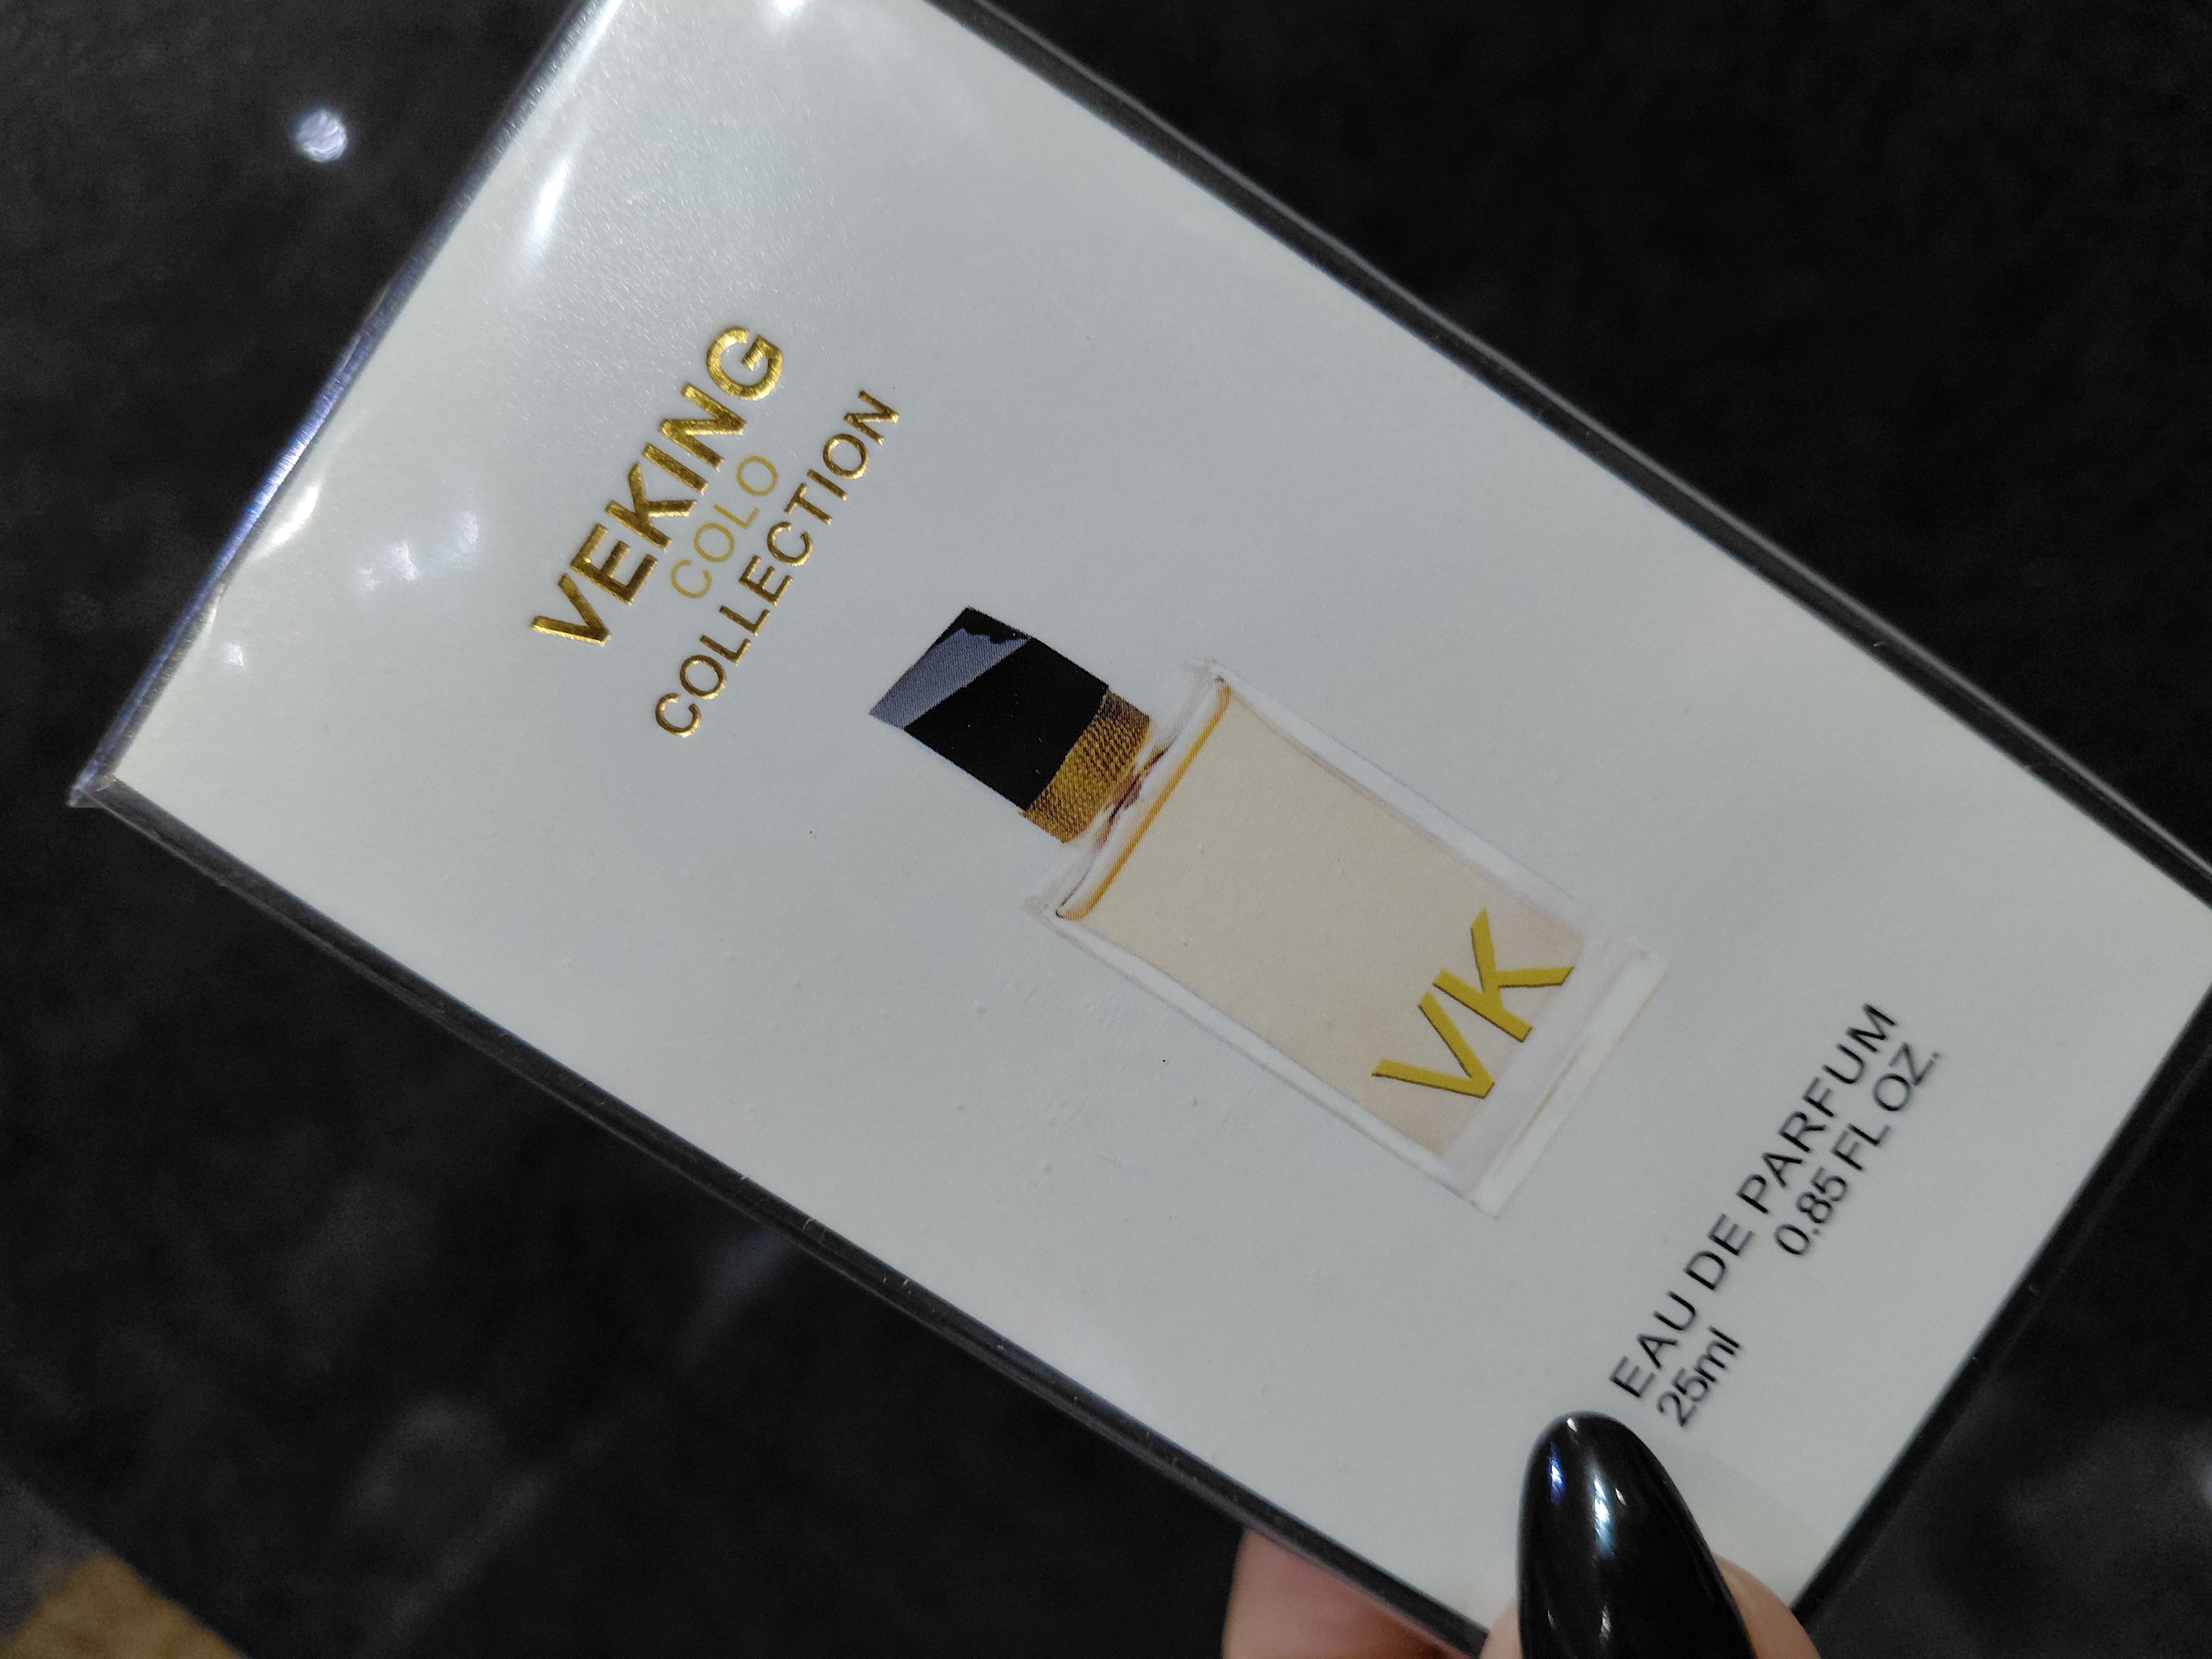 VEKING
COLO
COLLECTION
VK
EAU DE PARFUM
25ml 0.85 FL OZ.